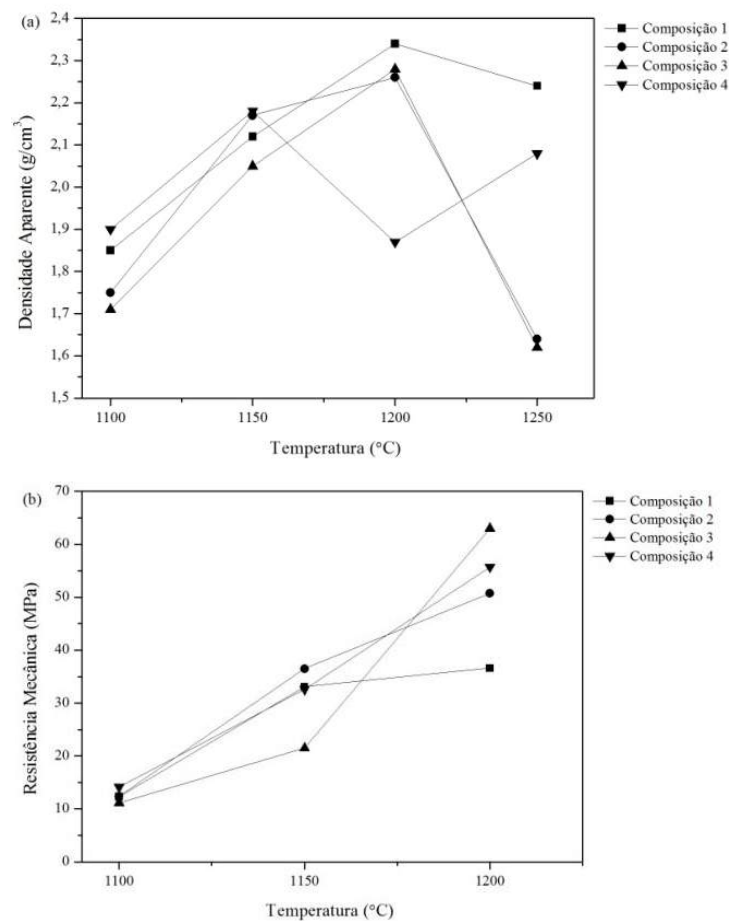 (a)
2,4
2,3
2,2
2,1
2,0
1,9
1,8
1,7
1,6
1,5
Densidade Aparente (g/cm³)
1100 1150 1200 1250
Temperatura (°C)
Composição 1
Composição 2
Composição 3
Composição 4
(b)
70
60
50
40
30
20
10
0
Resistência Mecânica (MPa)
1100 1150 1200
Temperatura (°C)
Composição 1
Composição 2
Composição 3
Composição 4